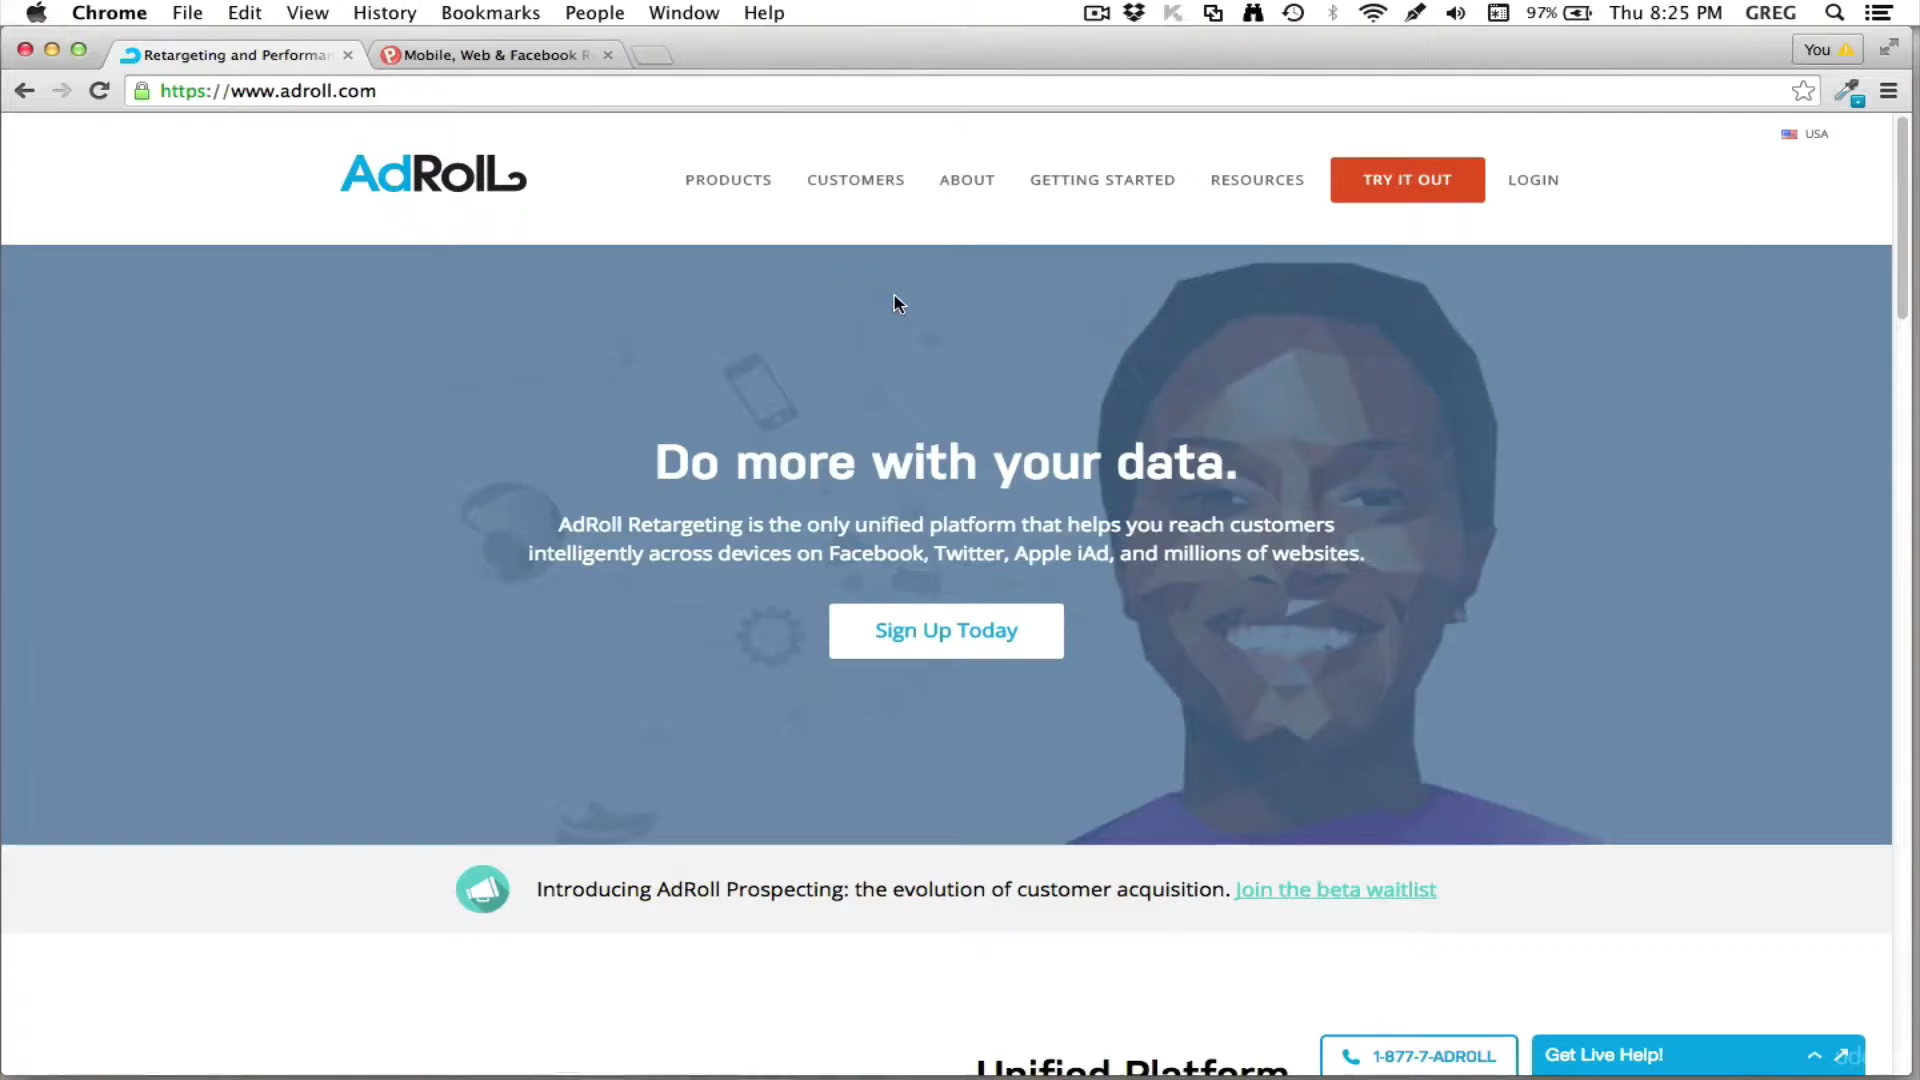 Chrome File Edit View History Bookmarks People Window Help 97% Thu 8:25 PM GREG
Retargeting and Performan Mobile, Web & Facebook R You
https://www.adroll.com
USA
AdRoll PRODUCTS CUSTOMERS ABOUT GETTING STARTED RESOURCES TRY IT OUT LOGIN
Do more with your data.
AdRoll Retargeting is the only unified platform that helps you reach customers
intelligently across devices on Facebook, Twitter, Apple iAd, and millions of websites.
Sign Up Today
Introducing AdRoll Prospecting: the evolution of customer acquisition. Join the beta waitlist
Unified Platform
1-877-7-ADROLL Get Live Help!